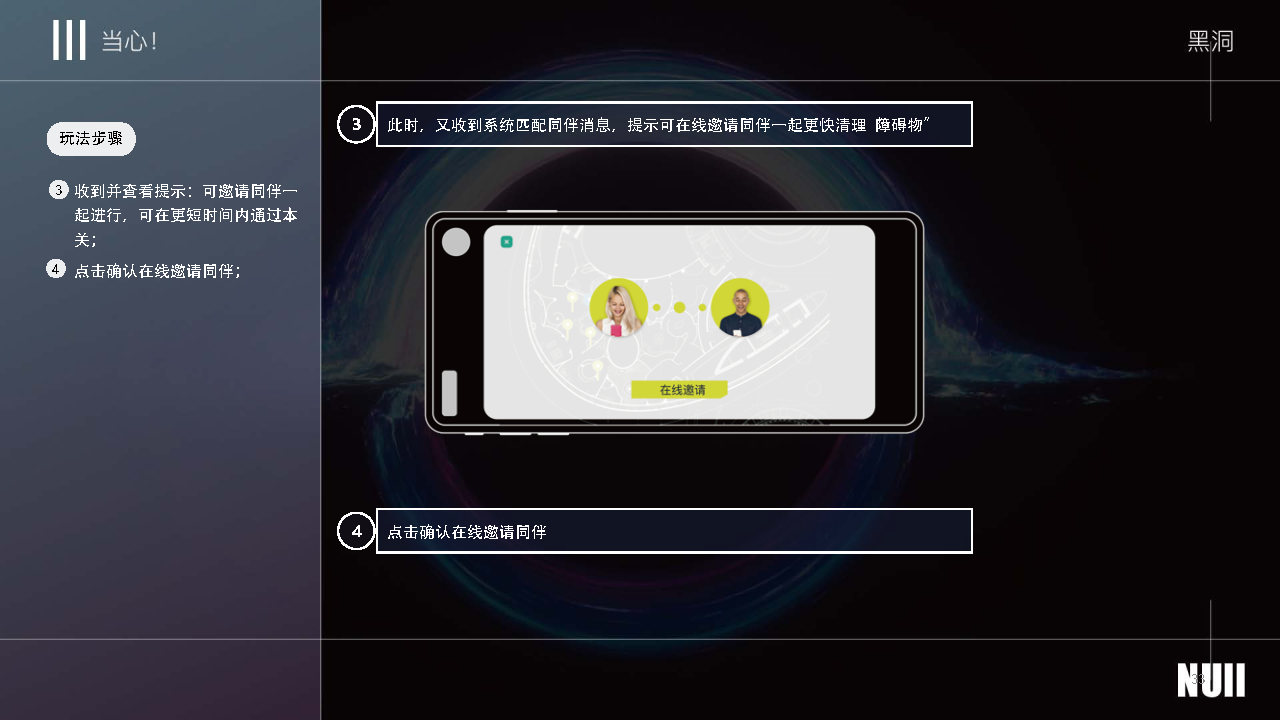 当心！
黑洞
玩法步骤
3 收到并查看提示：可邀请同伴一
起进行，可在更短时间内通过本
关；
4 点击确认在线邀请同伴；
3 此时，又收到系统匹配同伴消息，提示可在线邀请同伴一起更快清理 障碍物”
在线邀请
4 点击确认在线邀请同伴
NUII